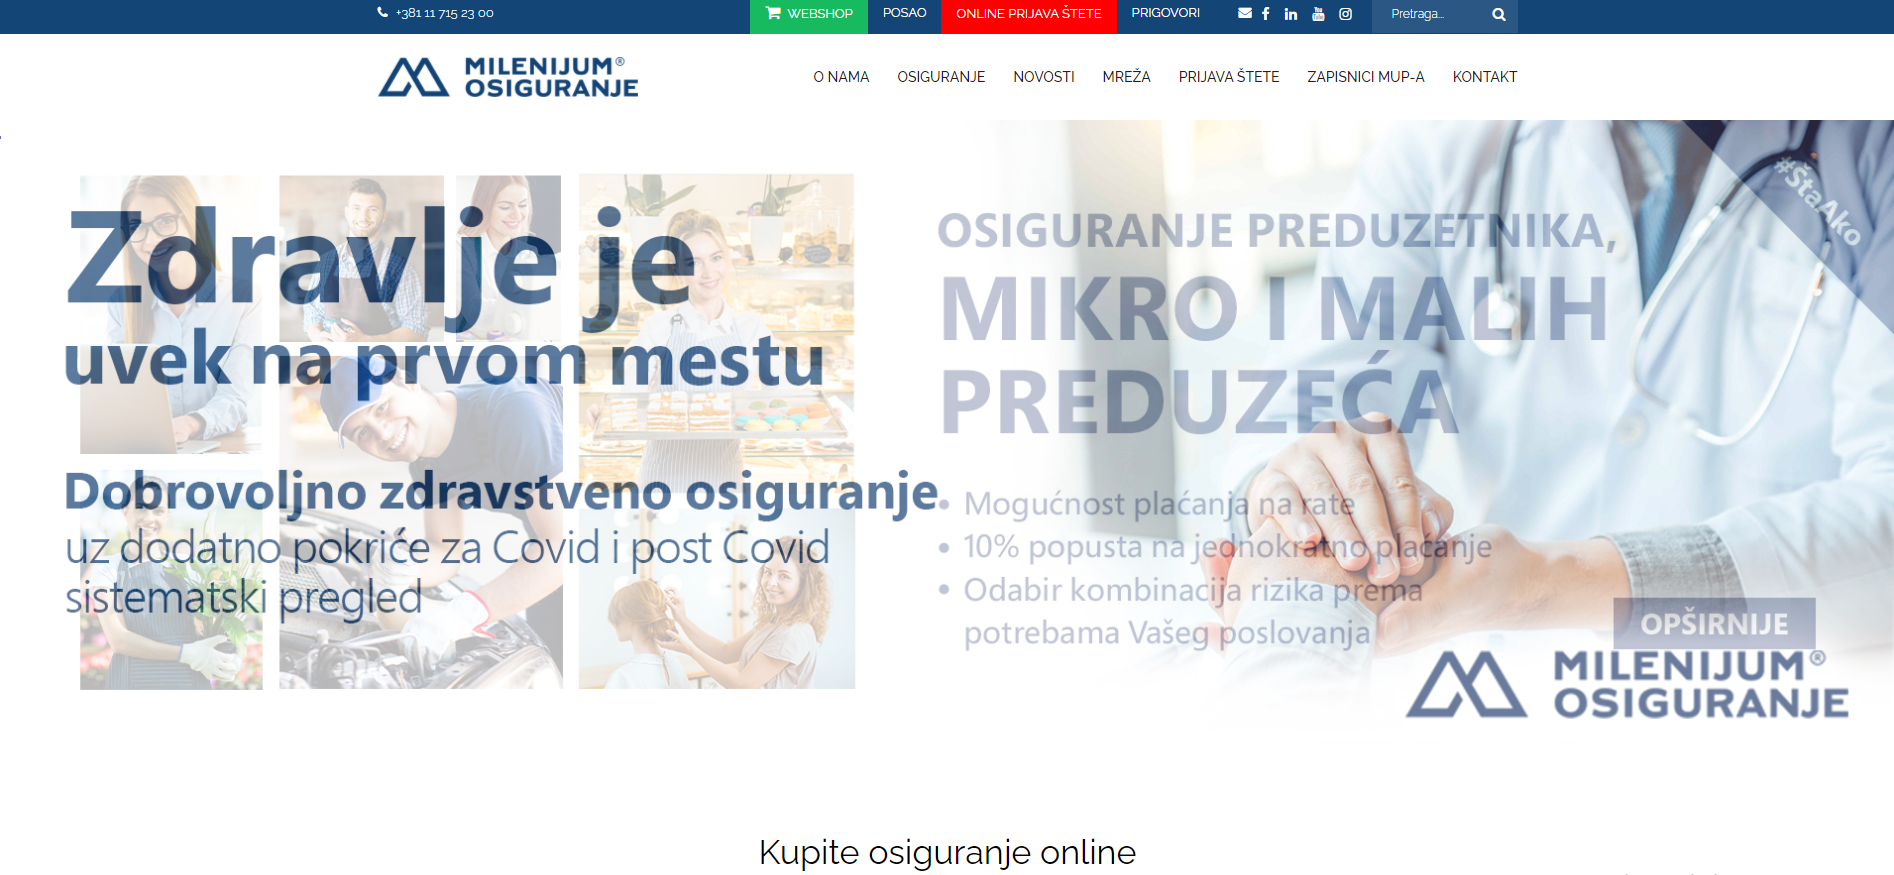 +381 11 715 23 00
WEBSHOP
POSAO
ONLINE PRIJAVA ŠTETE
PRIGOVORI
Pretraga...
MILENIJUM®
OSIGURANJE
O NAMA
OSIGURANJE
NOVOSTI
MREŽA
PRIJAVA ŠTETE
ZAPISNICI MUP-A
KONTAKT
#ŠtaAko
Zdravlje je
uvek na prvom mestu
Dobrovoljno zdravstveno osiguranje
uz dodatno pokriće za Covid i post Covid
sistematski pregled
OSIGURANJE PREDUZETNIKA,
MIKRO I MALIH
PREDUZEĆA
• Mogućnost plaćanja na rate
• 10% popusta na jednokratno plaćanje
• Odabir kombinacija rizika prema
potrebama Vašeg poslovanja
OPŠIRNIJE
MILENIJUM®
OSIGURANJE
Kupite osiguranje online